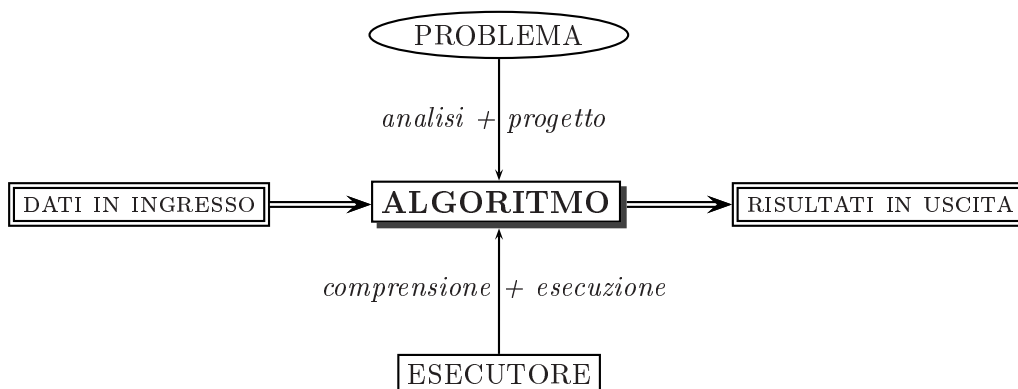 PROBLEMA
analisi + progetto
DATI IN INGRESSO
ALGORITMO
RISULTATI IN USCITA
comprensione + esecuzione
ESECUTORE